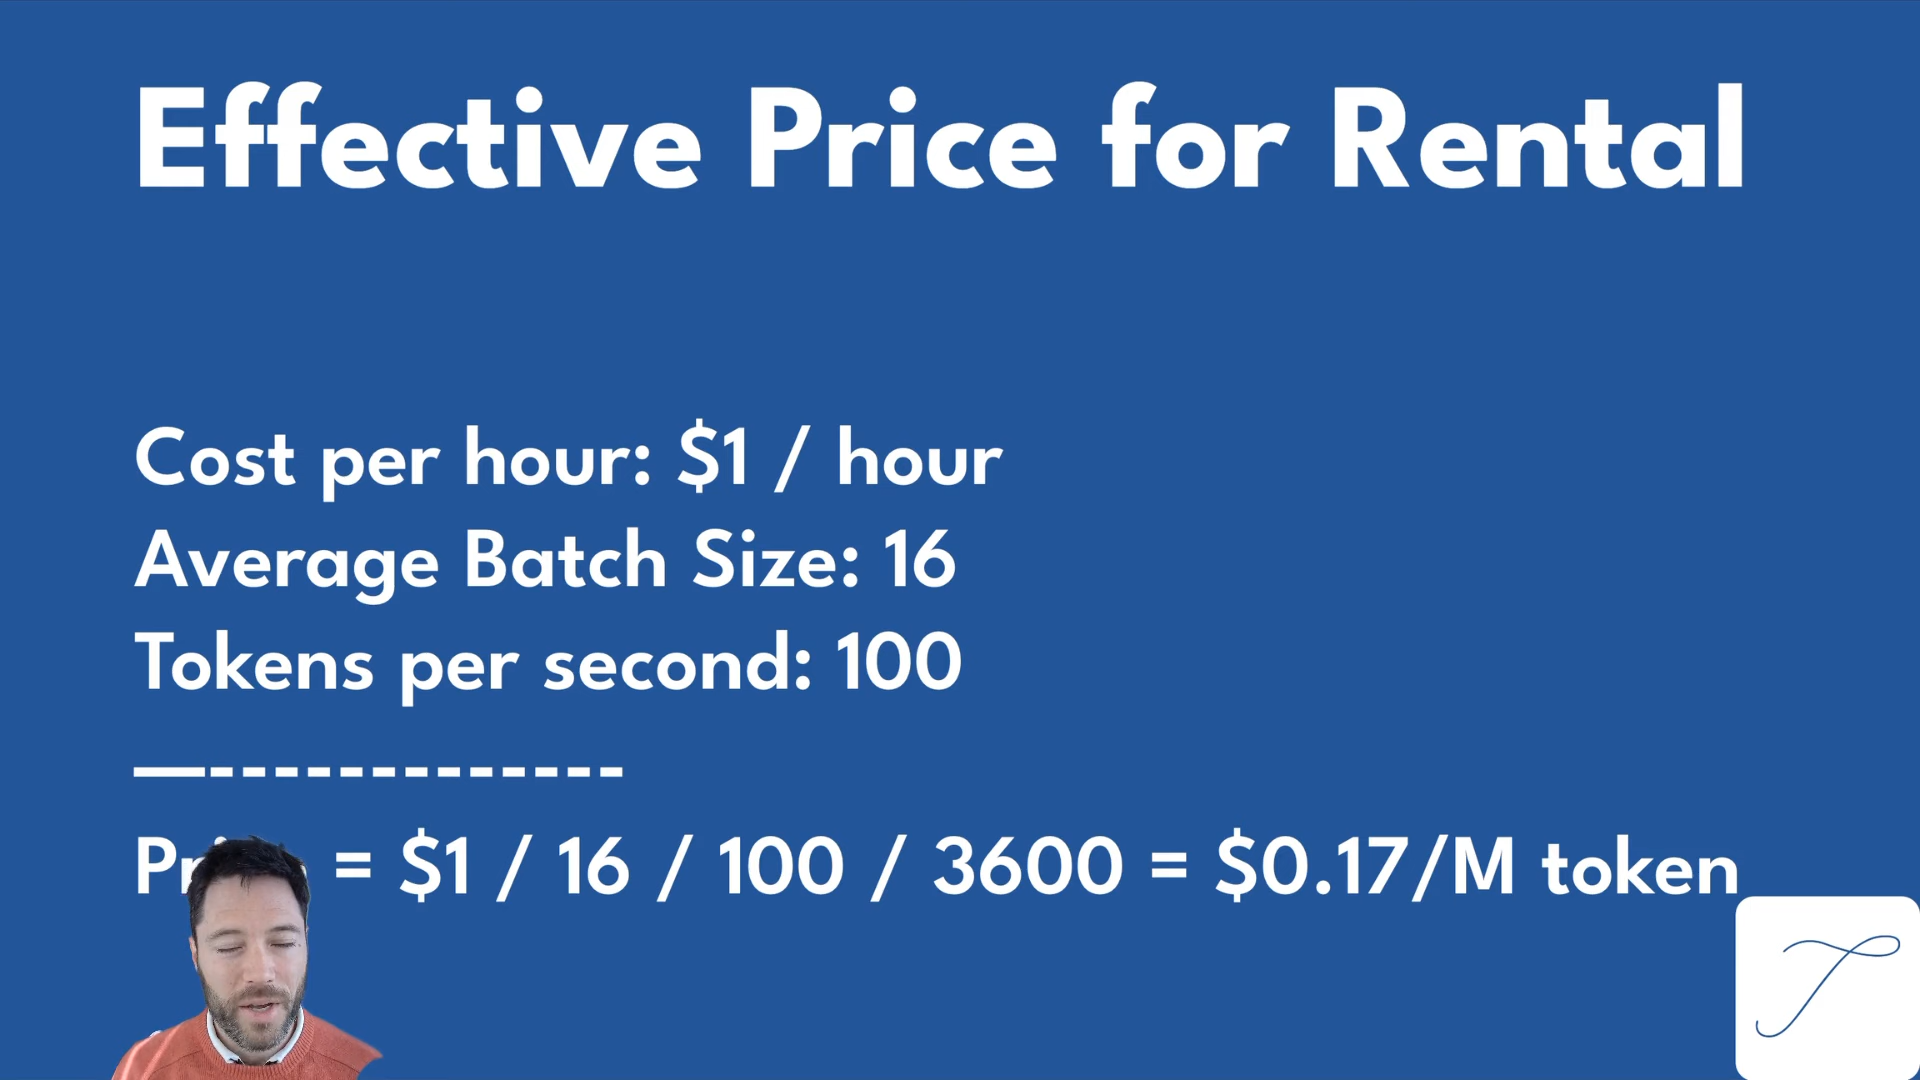 Effective Price for Rental
Cost per hour: $1 / hour
Average Batch Size: 16
Tokens per second: 100
—-------------
= $1 / 16 / 100 / 3600 = $0.17/M token